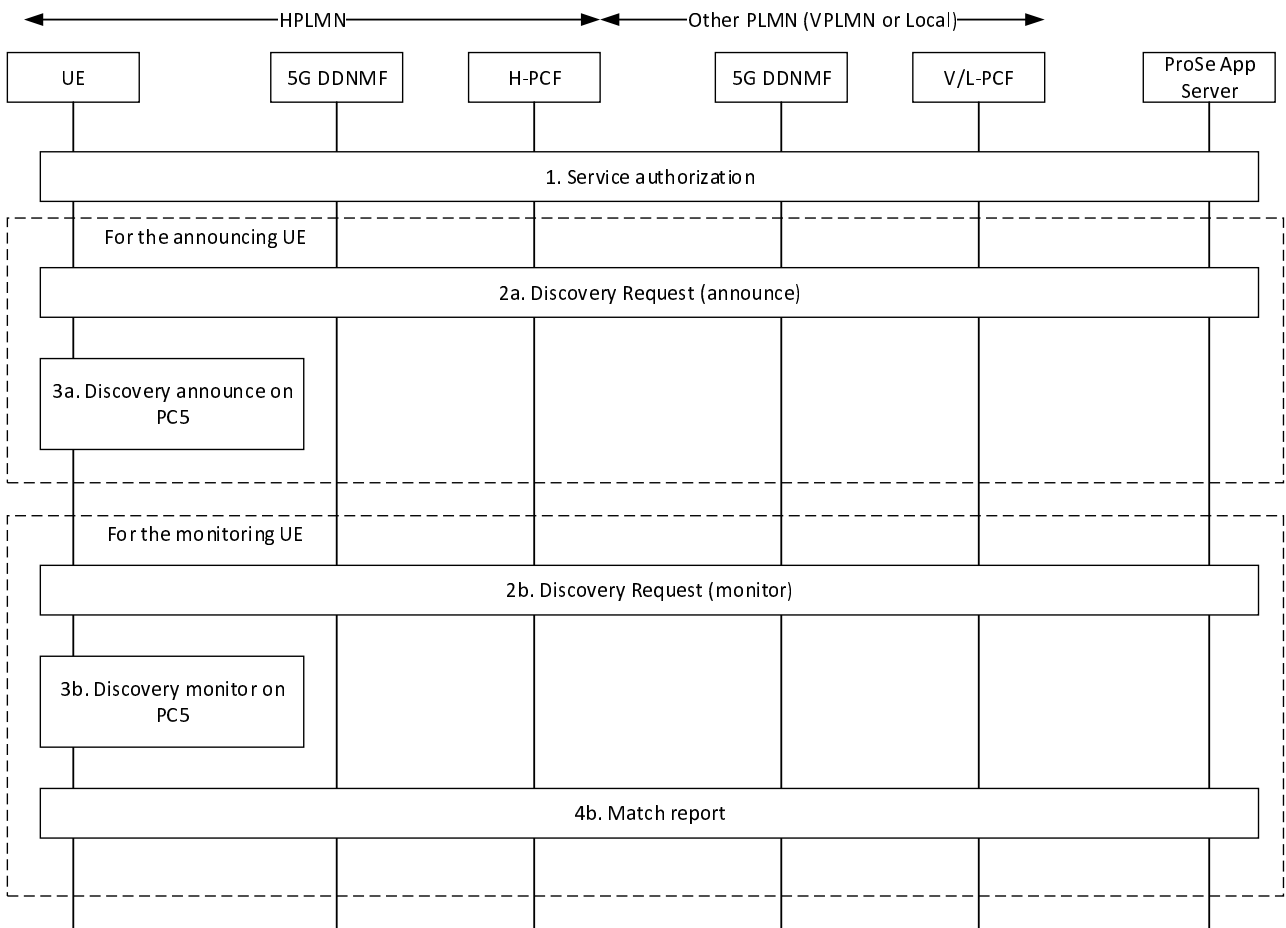 HPLMN
Other PLMN (VPLMN or Local)
UE
5G DDNMF
H-PCF
5G DDNMF
V/L-PCF
ProSe App
Server
1. Service authorization
For the announcing UE
2a. Discovery Request (announce)
3a. Discovery announce on
PC5
For the monitoring UE
2b. Discovery Request (monitor)
3b. Discovery monitor on
PC5
4b. Match report